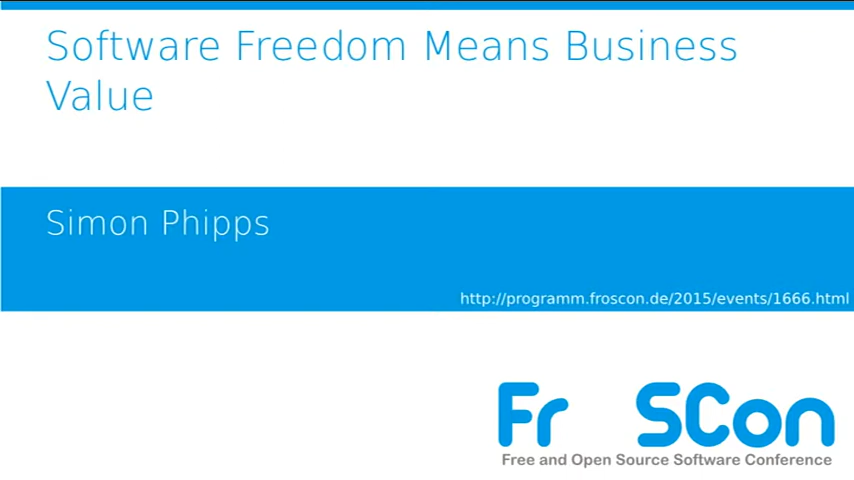 Software Freedom Means Business
Value
Simon Phipps
http://programm.froscon.de/2015/events/1666.html
Fr SCon
Free and Open Source Software Conference